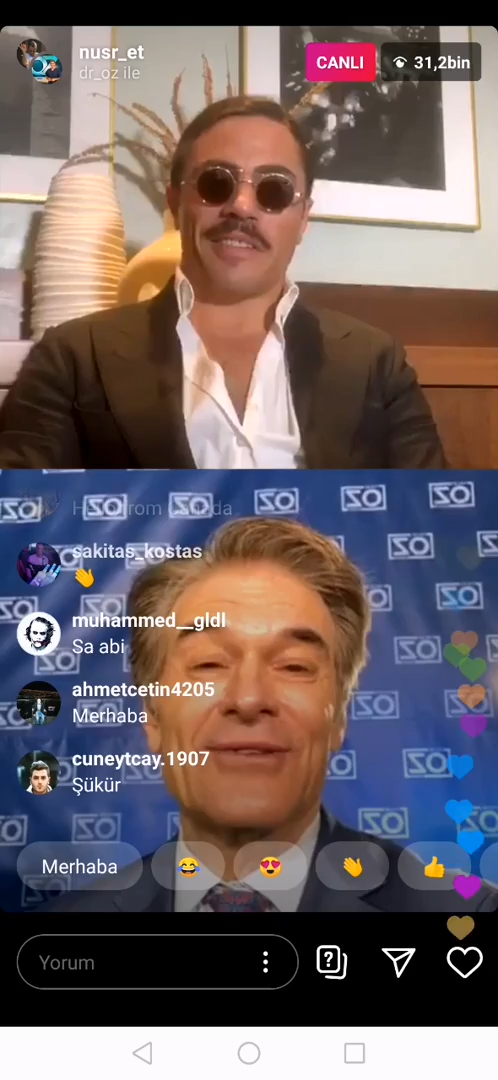 nusr_et
dr_oz ile
CANLI
31,2bin
sakitas_kostas
👋
muhammed__gldl
Sa abi
ahmetcetin4205
Merhaba
cuneytcay.1907
Şükür
Merhaba
😂
😍
👋
👍
Yorum